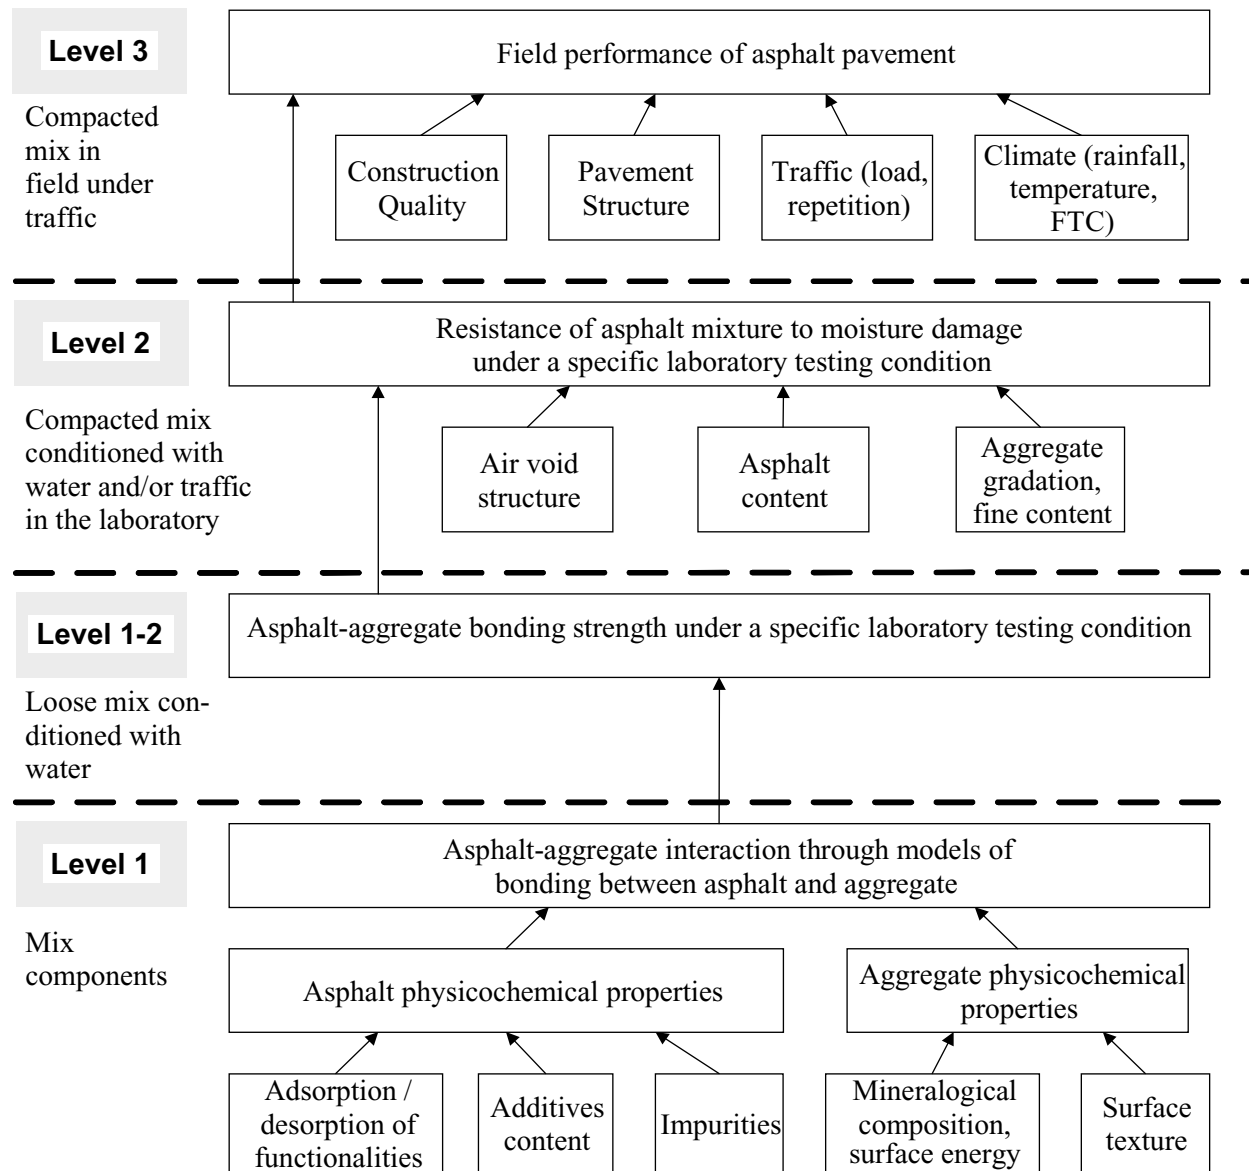 Level 3
Field performance of asphalt pavement
Compacted
mix in
field under
traffic
Construction
Quality
Pavement
Structure
Traffic (load,
repetition)
Climate (rainfall,
temperature,
FTC)
Level 2
Resistance of asphalt mixture to moisture damage
under a specific laboratory testing condition
Compacted mix
conditioned with
water and/or traffic
in the laboratory
Air void
structure
Asphalt
content
Aggregate
gradation,
fine content
Level 1-2
Asphalt-aggregate bonding strength under a specific laboratory testing condition
Loose mix con-
ditioned with
water
Level 1
Asphalt-aggregate interaction through models of
bonding between asphalt and aggregate
Mix
components
Asphalt physicochemical properties
Aggregate physicochemical
properties
Adsorption /
desorption of
functionalities
Additives
content
Impurities
Mineralogical
composition,
surface energy
Surface
texture